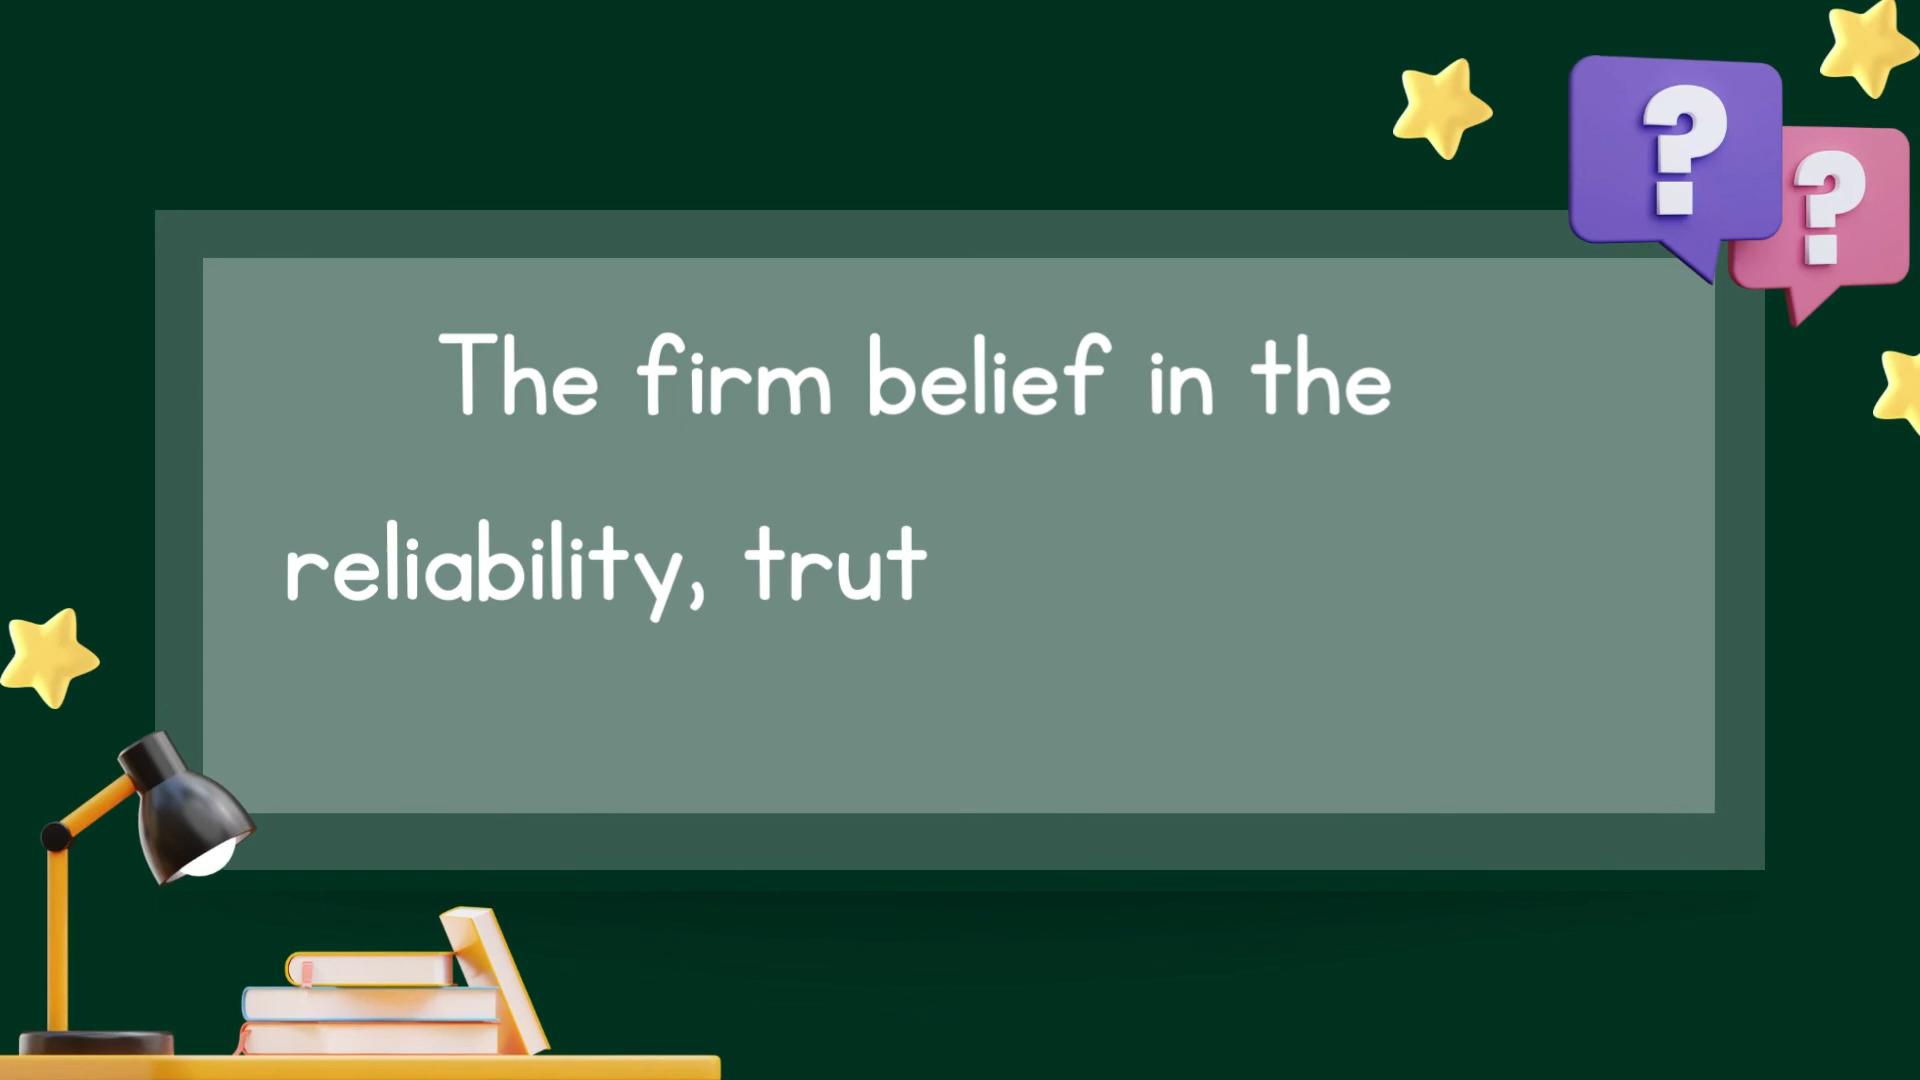 ? ?
The firm belief in the
reliability, trut